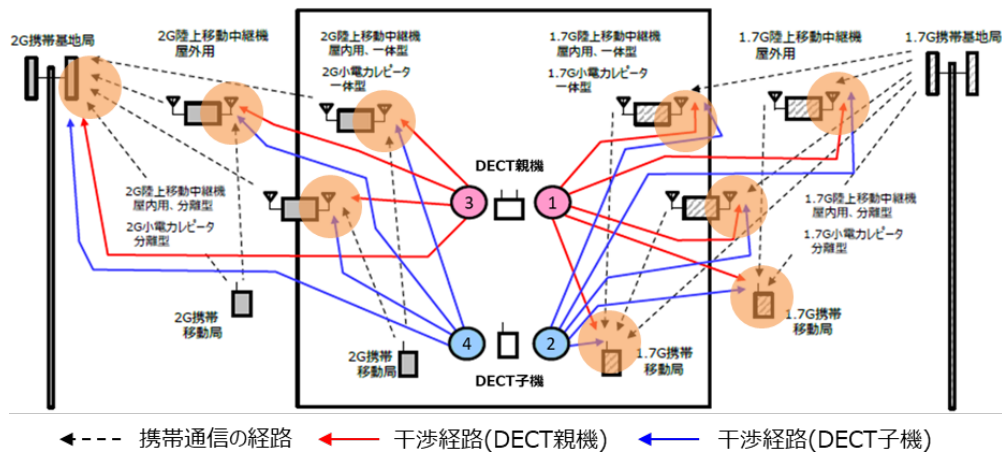 2G携帯基地局
2G陸上移動中継機
屋外用
2G陸上移動中継機
屋内用、一体型
2G小電力レピータ
一体型
1.7G陸上移動中継機
屋内用、一体型
1.7G小電力レピータ
一体型
1.7G陸上移動中継機
屋外用
1.7G携帯基地局
DECT親機
3
1
2G陸上移動中継機
屋内用、分離型
2G小電力レピータ
分離型
1.7G陸上移動中継機
屋内用、分離型
1.7G小電力レピータ
分離型
2G携帯
移動局
2G携帯
移動局
4
2
DECT子機
1.7G携帯
移動局
1.7G携帯
移動局
携帯通信の経路
干渉経路(DECT親機)
干渉経路(DECT子機)